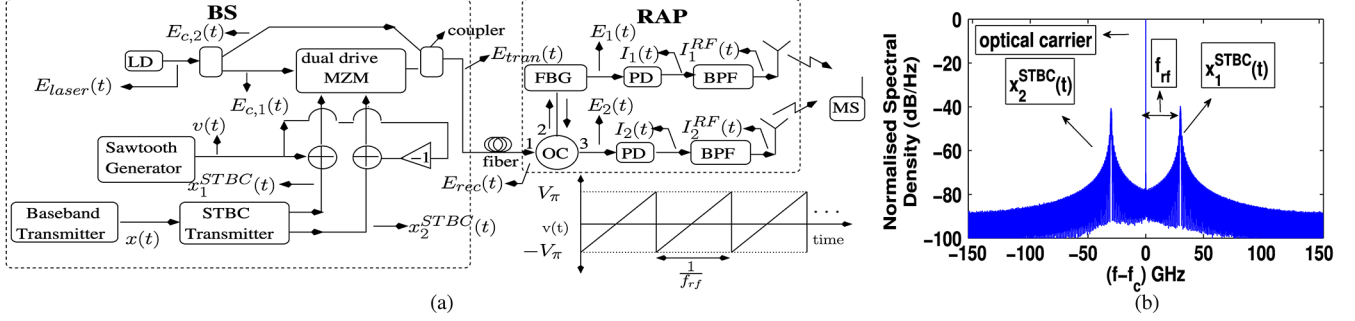 BS
E_{c,2}(t)
coupler
LD
dual drive
MZM
E_{laser}(t)
E_{c,1}(t)
E_{tran}(t)
v(t)
Sawtooth
Generator
-1
x_1^{STBC}(t)
Baseband
Transmitter
x(t)
STBC
Transmitter
x_2^{STBC}(t)
fiber
RAP
E_1(t)
I_1(t)
I_1^{RF}(t)
FBG
PD
BPF
E_2(t)
I_2(t)
I_2^{RF}(t)
1
2
3
OC
PD
BPF
MS
E_{rec}(t)
V_π
v(t)
-V_π
. . .
time
1/f_{rf}
(a)
Normalised Spectral
Density (dB/Hz)
0
-20
-40
-60
-80
-100
optical carrier
x_2^{STBC}(t)
f_{rf}
x_1^{STBC}(t)
-150 -100 -50 0 50 100 150
(f-f_c) GHz
(b)